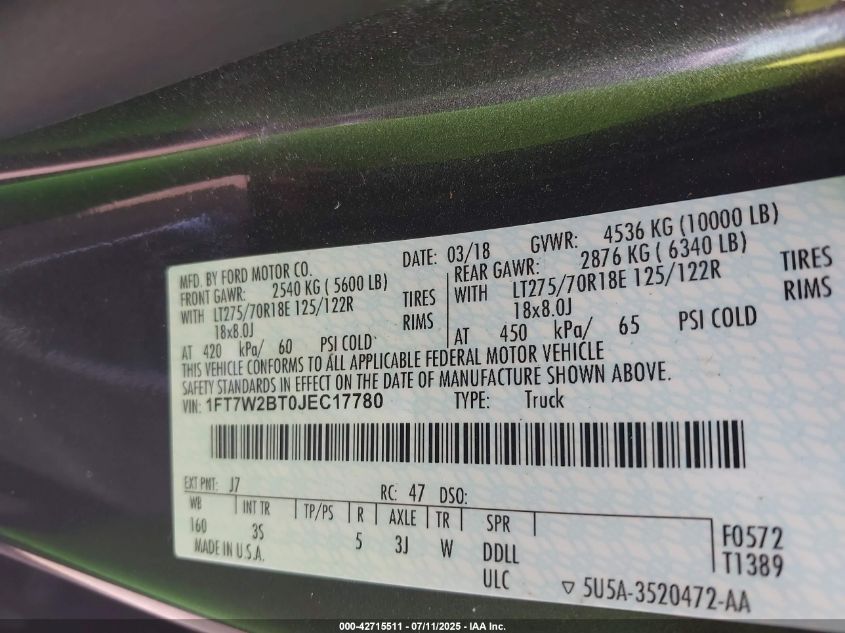 MFD. BY FORD MOTOR CO.
DATE: 03/18 GVWR: 4536 KG (10000 LB)
FRONT GAWR: 2540 KG ( 5600 LB)
REAR GAWR: 2876 KG ( 6340 LB)
WITH LT275/70R18E 125/122R TIRES
WITH LT275/70R18E 125/122R TIRES
18x8.0J RIMS
18x8.0J RIMS
AT 420 kPa/ 60 PSI COLD
AT 450 kPa/ 65 PSI COLD
THIS VEHICLE CONFORMS TO ALL APPLICABLE FEDERAL MOTOR VEHICLE
SAFETY STANDARDS IN EFFECT ON THE DATE OF MANUFACTURE SHOWN ABOVE.
VIN: 1FT7W2BT0JEC17780 TYPE: Truck
EXT PNT: J7 RC: 47 DSO:
WB INT TR TP/PS R AXLE TR SPR
160 3S 5 3J W DDLL
F0572
MADE IN U.S.A. ULC
T1389
▽ 5U5A-3520472-AA
000-42715511 - 07/11/2025 - IAA Inc.